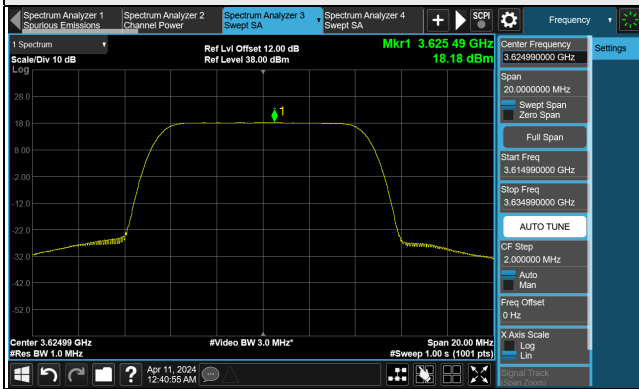 Spectrum Analyzer 1
Spurious Emissions
Spectrum Analyzer 2
Channel Power
Spectrum Analyzer 3
Swept SA
Spectrum Analyzer 4
Swept SA
SCPI
Frequency
1 Spectrum
Scale/Div 10 dB
Ref Lvl Offset 12.00 dB
Ref Level 38.00 dBm
Mkr1 3.625 49 GHz
18.18 dBm
Log
28.0
18.0
8.00
-2.00
-12.0
-22.0
-32.0
-42.0
-52.0
1
Center 3.62499 GHz
#Res BW 1.0 MHz
#Video BW 3.0 MHz*
Span 20.00 MHz
#Sweep 1.00 s (1001 pts)
Center Frequency
3.624990000 GHz
Span
20.0000000 MHz
Swept Span
Zero Span
Full Span
Start Freq
3.614990000 GHz
Stop Freq
3.634990000 GHz
AUTO TUNE
CF Step
2.000000 MHz
Auto
Man
Freq Offset
0 Hz
X Axis Scale
Log
Lin
Signal Track
(Span Zoom)
Settings
?
Apr 11, 2024
12:40:55 AM